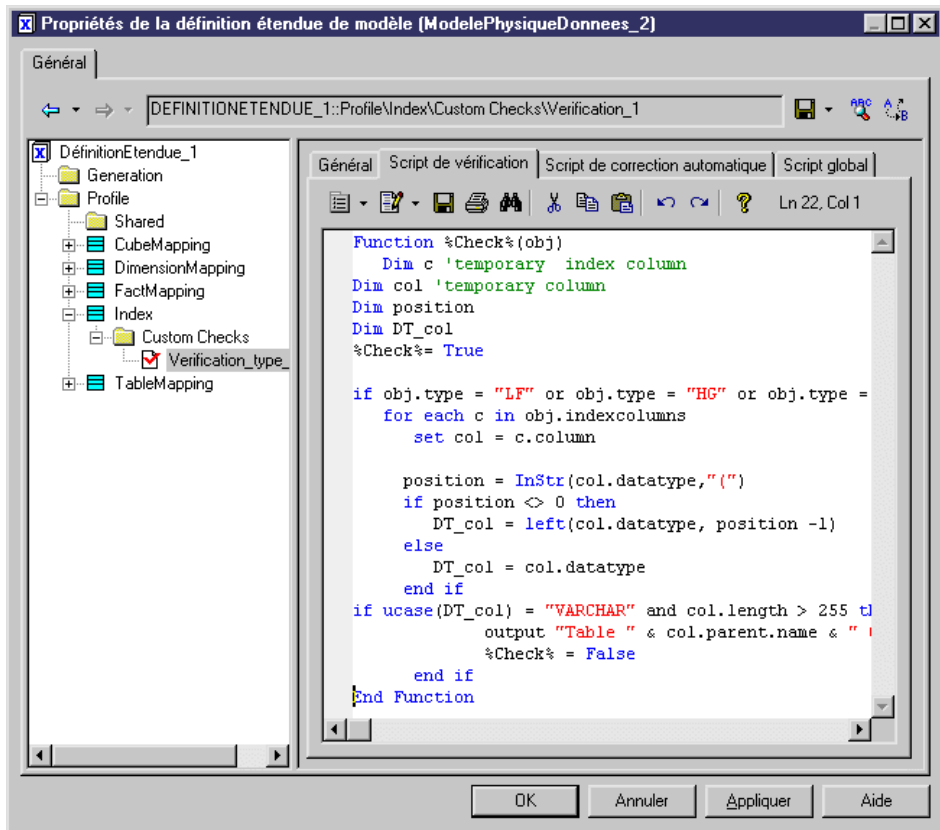 Propriétés de la définition étendue de modèle (ModelePhysiqueDonnees_2)
Général
DEFINITIONETENDUE_1::Profile\Index\Custom Checks\Verification_1
DéfinitionEtendue_1
Generation
Profile
Shared
CubeMapping
DimensionMapping
FactMapping
Index
Custom Checks
Verification_type_
TableMapping
Général Script de vérification Script de correction automatique Script global
Ln 22, Col 1
Function %Check%(obj)
Dim c 'temporary index column
Dim col 'temporary column
Dim position
Dim DT_col
%Check%= True
if obj.type = "LF" or obj.type = "HG" or obj.type =
for each c in obj.indexcolumns
set col = c.column
position = InStr(col.datatype,"(")
if position <> 0 then
DT_col = left(col.datatype, position -1)
else
DT_col = col.datatype
end if
if ucase(DT_col) = "VARCHAR" and col.length > 255
output "Table " & col.parent.name & "
%Check% = False
end if
End Function
OK Annuler Appliquer Aide